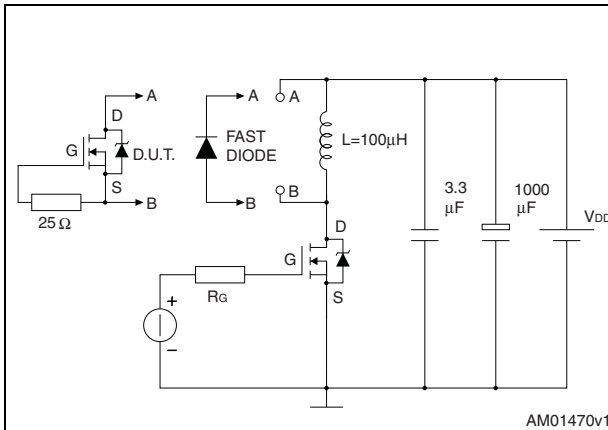 A
A
A
D
G
D.U.T.
S
B
25 Ω
FAST
DIODE
B
L=100µH
B
3.3
µF
1000
µF
VDD
D
G
S
RG
+
−
AM01470v1